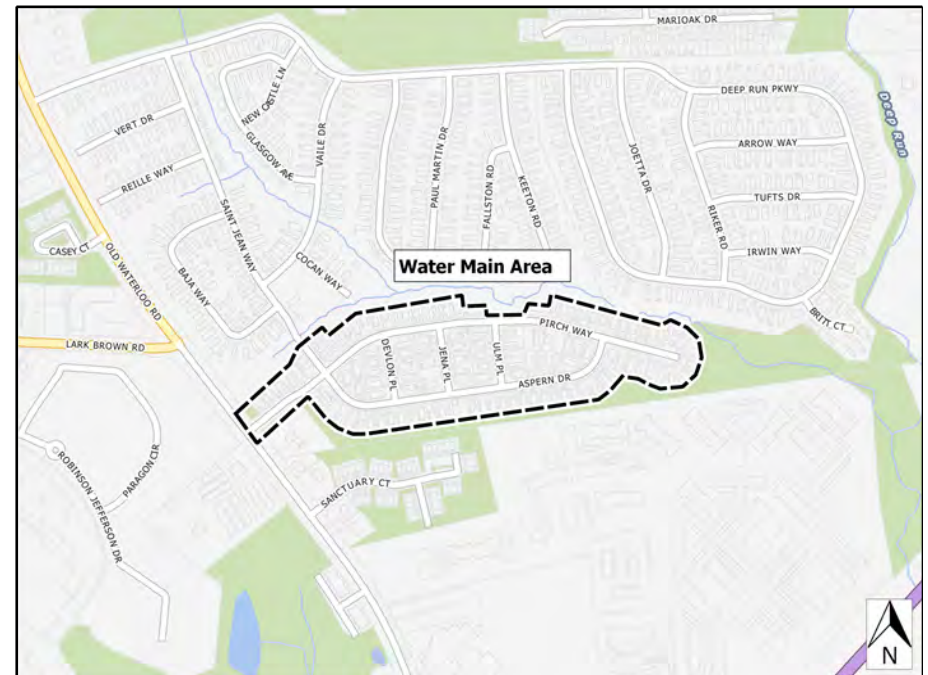 MARIOAK DR
DEEP RUN PKWY
Deep Run
NEW CASTLE LN
VERT DR
GLASGOW AVE
VAILE DR
PAUL MARTIN DR
FALLSTON RD
KEETON RD
JOETTA DR
ARROW WAY
REILLE WAY
TUFTS DR
RIKER RD
SAINT JEAN WAY
CASEY CT
OLD WATERLOO RD
BAJA WAY
COCAN WAY
IRWIN WAY
Water Main Area
BRITT CT
LARK BROWN RD
PIRCH WAY
DEVLON PL
JENA PL
ULM PL
ASPERN DR
PARAGON CIR
ROBINSON JEFFERSON DR
SANCTUARY CT
N